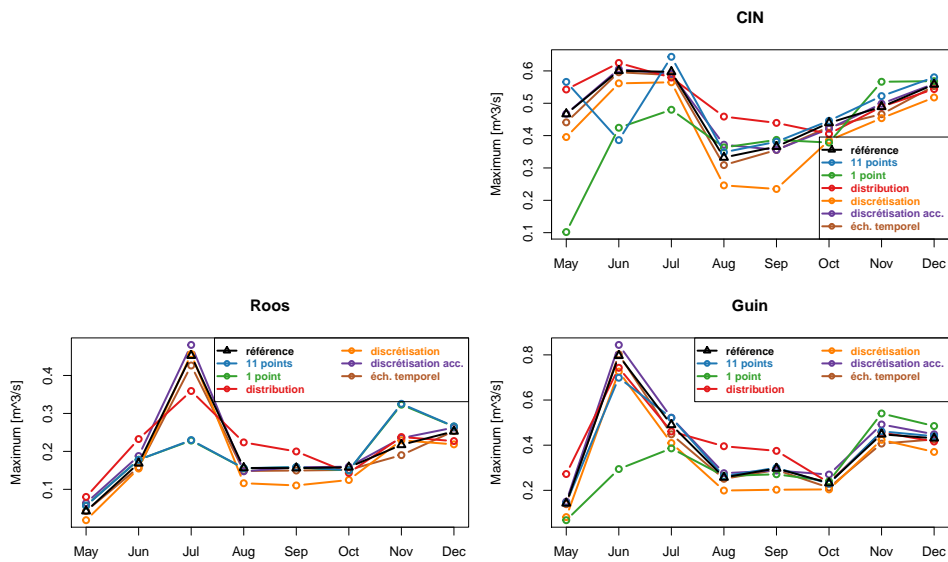 CIN
Maximum [m^3/s]
0.6
0.5
0.4
0.3
0.2
0.1
référence
11 points
1 point
distribution
discrétisation
discrétisation acc.
éch. temporel
May Jun Jul Aug Sep Oct Nov Dec
Roos
Maximum [m^3/s]
0.4
0.3
0.2
0.1
référence
11 points
1 point
distribution
discrétisation
discrétisation acc.
éch. temporel
May Jun Jul Aug Sep Oct Nov Dec
Guin
Maximum [m^3/s]
0.8
0.6
0.4
0.2
référence
11 points
1 point
distribution
discrétisation
discrétisation acc.
éch. temporel
May Jun Jul Aug Sep Oct Nov Dec